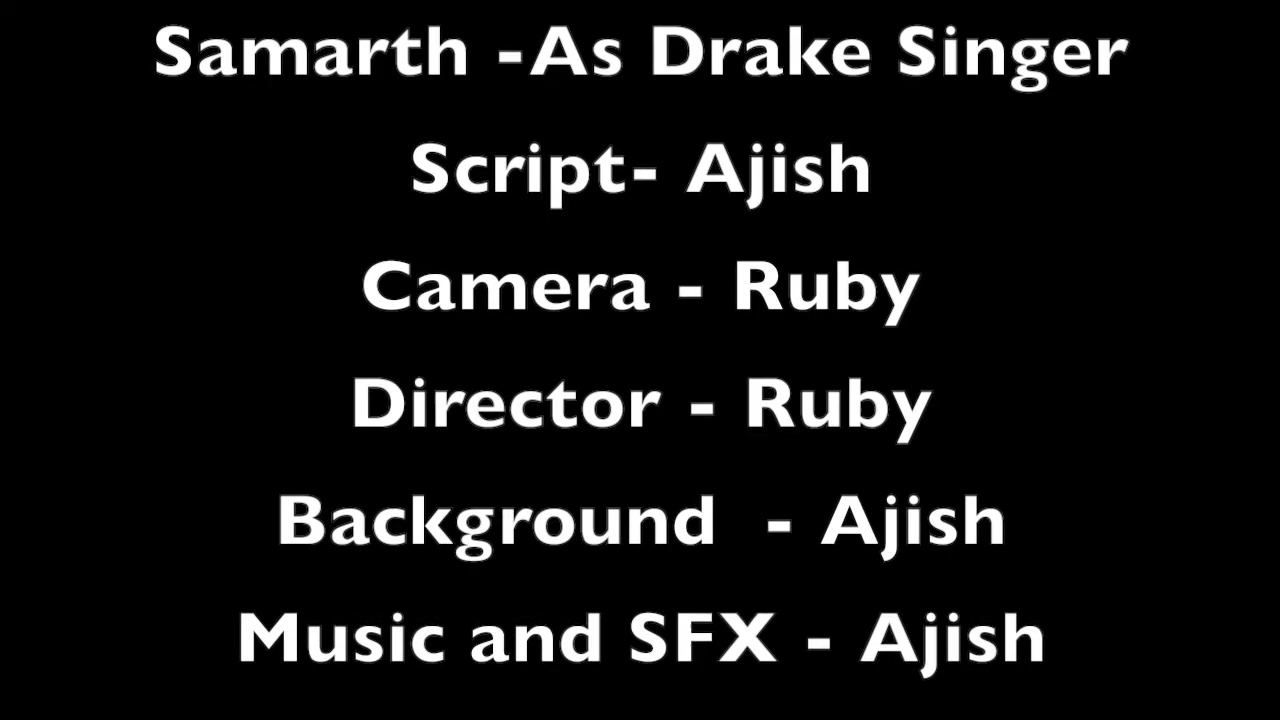 Samarth -As Drake Singer
Script- Ajish
Camera - Ruby
Director - Ruby
Background  - Ajish
Music and SFX - Ajish